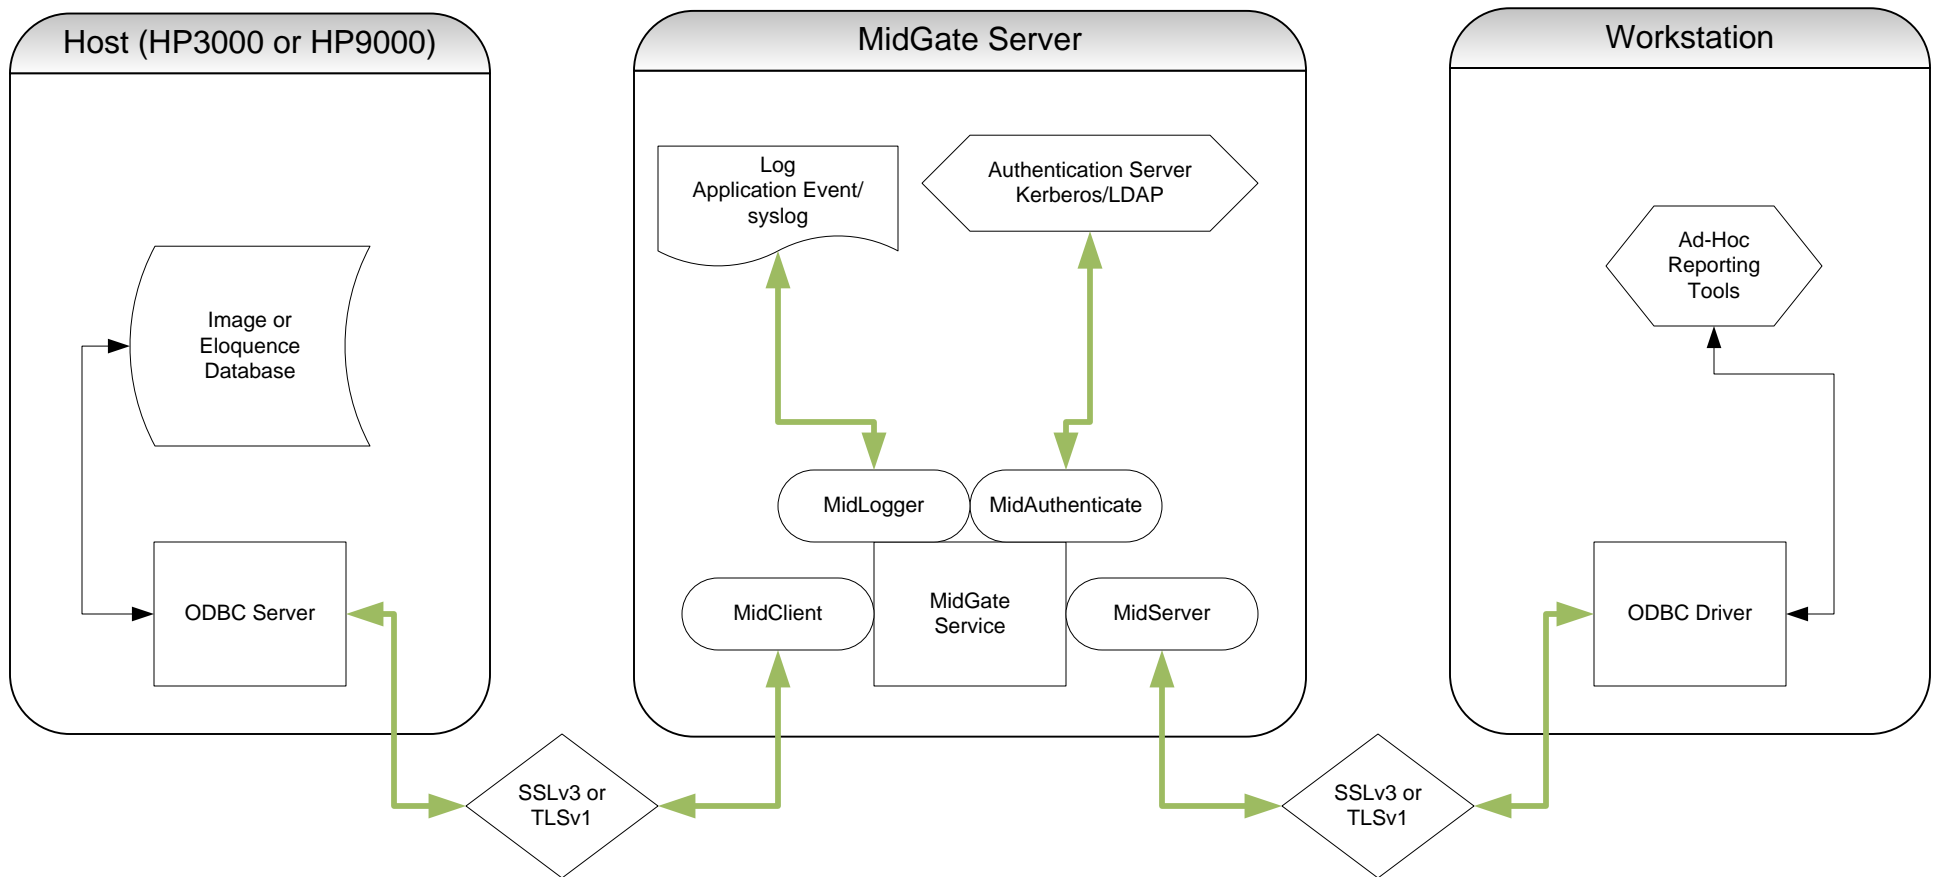 Host (HP3000 or HP9000)
MidGate Server
Workstation
Log
Application Event/
syslog
Authentication Server
Kerberos/LDAP
Ad-Hoc
Reporting
Tools
Image or
Eloquence
Database
MidLogger
MidAuthenticate
ODBC Server
MidClient
MidGate
Service
MidServer
ODBC Driver
SSLv3 or
TLSv1
SSLv3 or
TLSv1